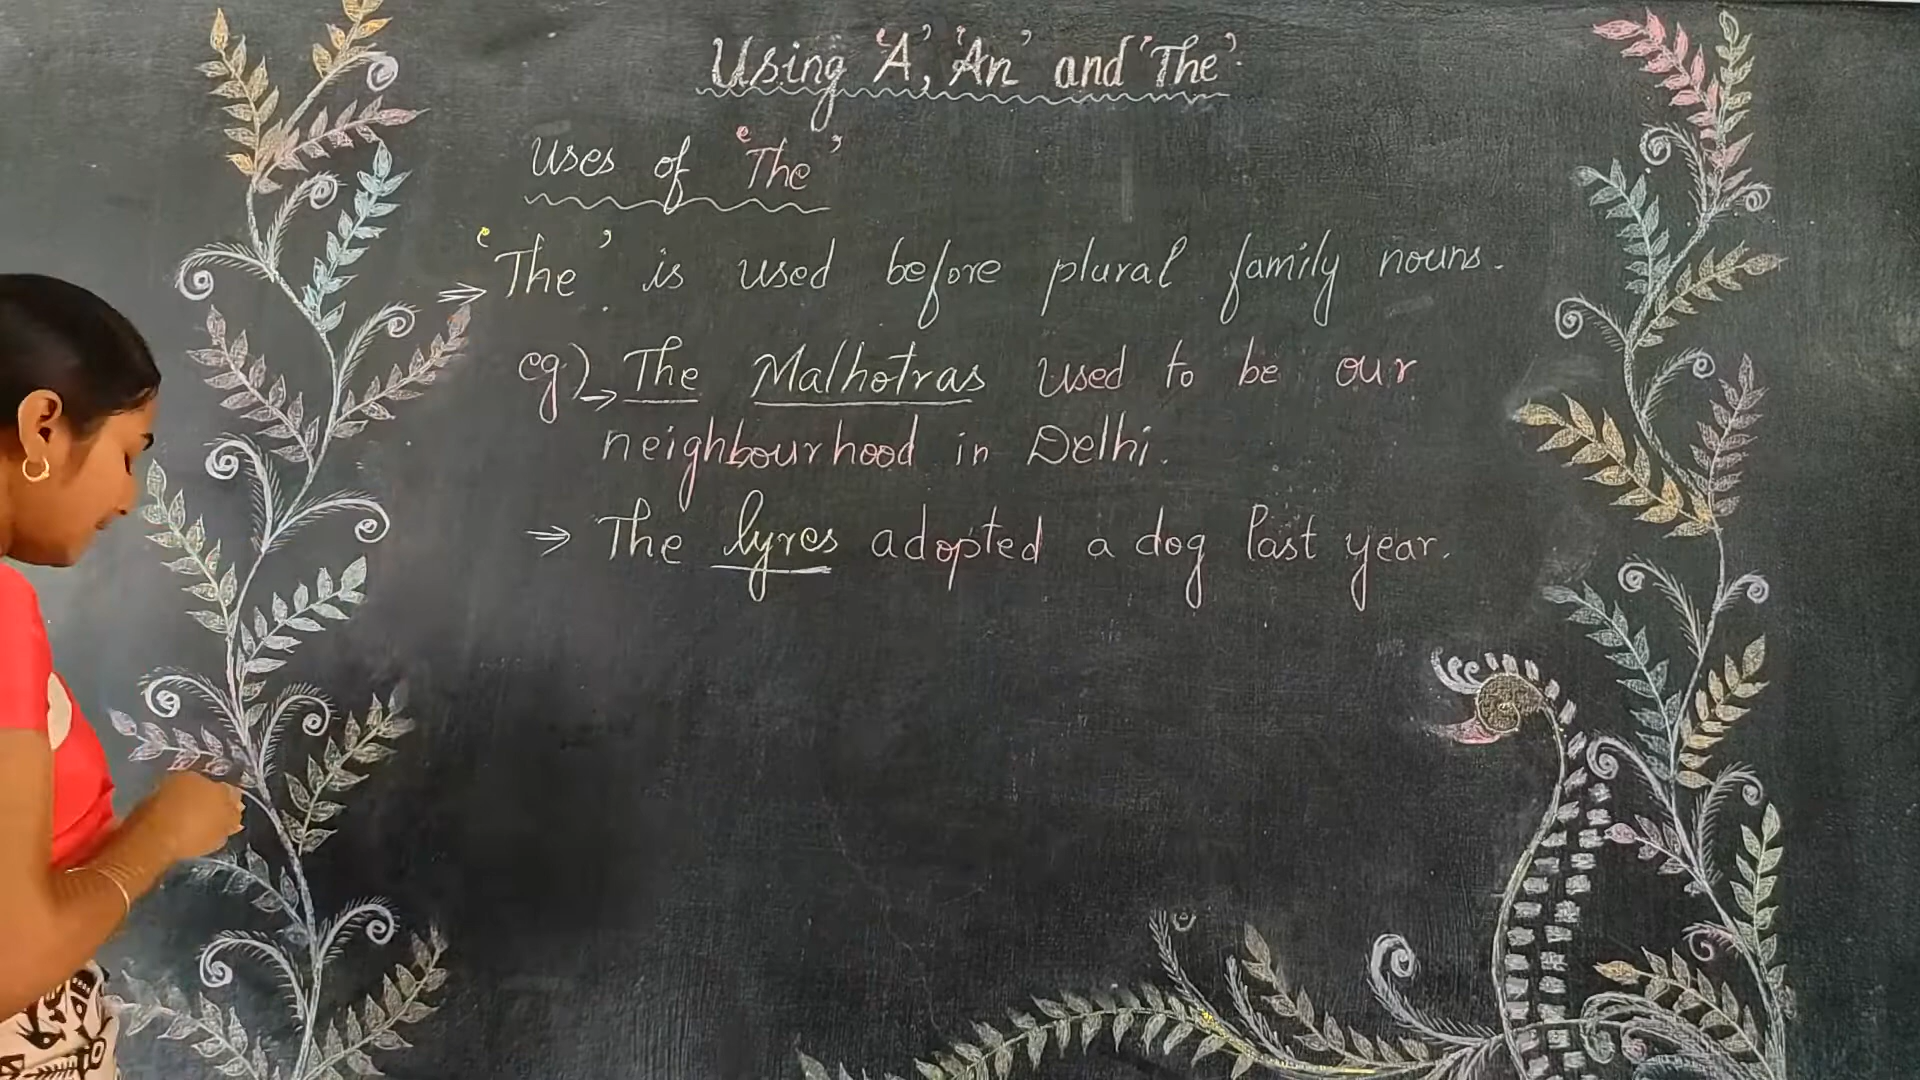 Using 'A', 'An' and 'The'.
Uses of 'The'
⇒ 'The' is used before plural family nouns.
eg) → The Malhotras used to be our
neighbourhood in Delhi.
⇒ The lyres adopted a dog last year.